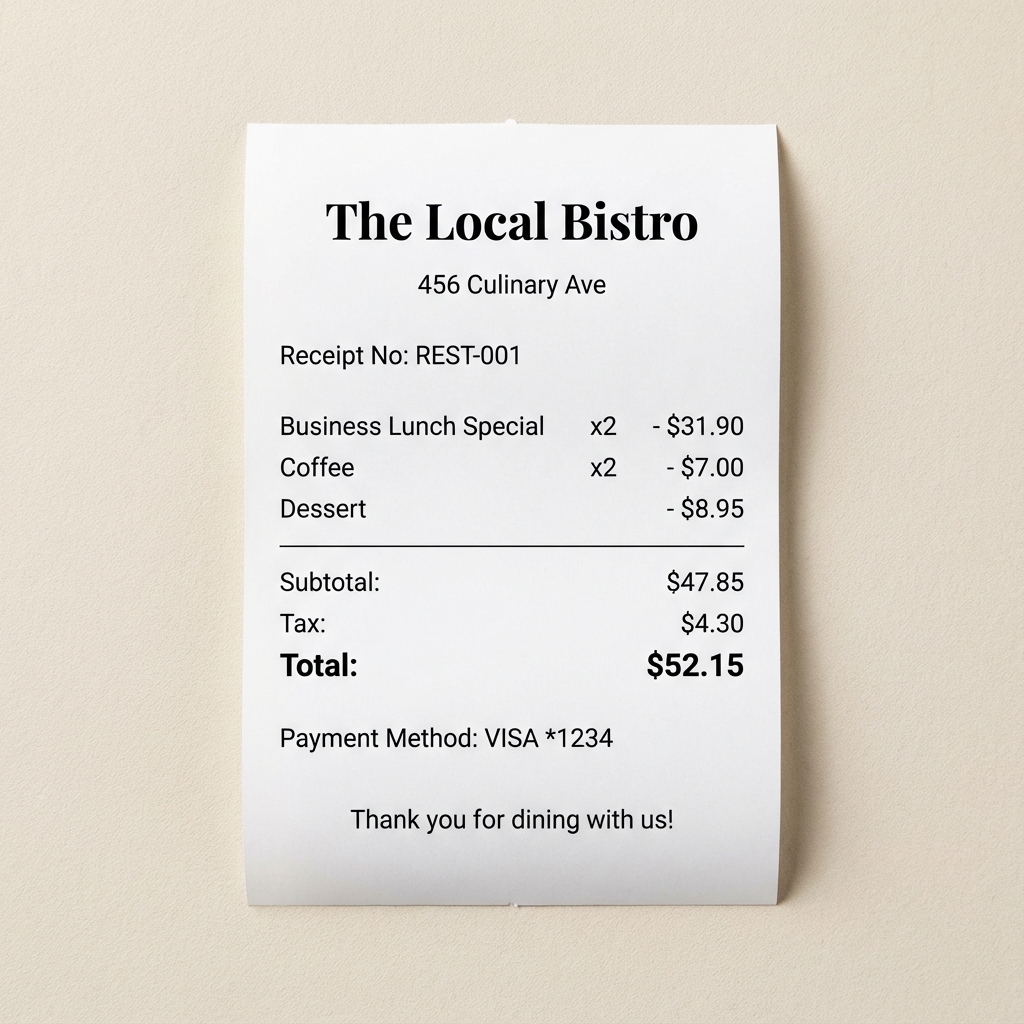 The Local Bistro
456 Culinary Ave
Receipt No: REST-001
Business Lunch Special x2 - $31.90
Coffee x2 - $7.00
Dessert - $8.95
Subtotal: $47.85
Tax: $4.30
Total: $52.15
Payment Method: VISA *1234
Thank you for dining with us!